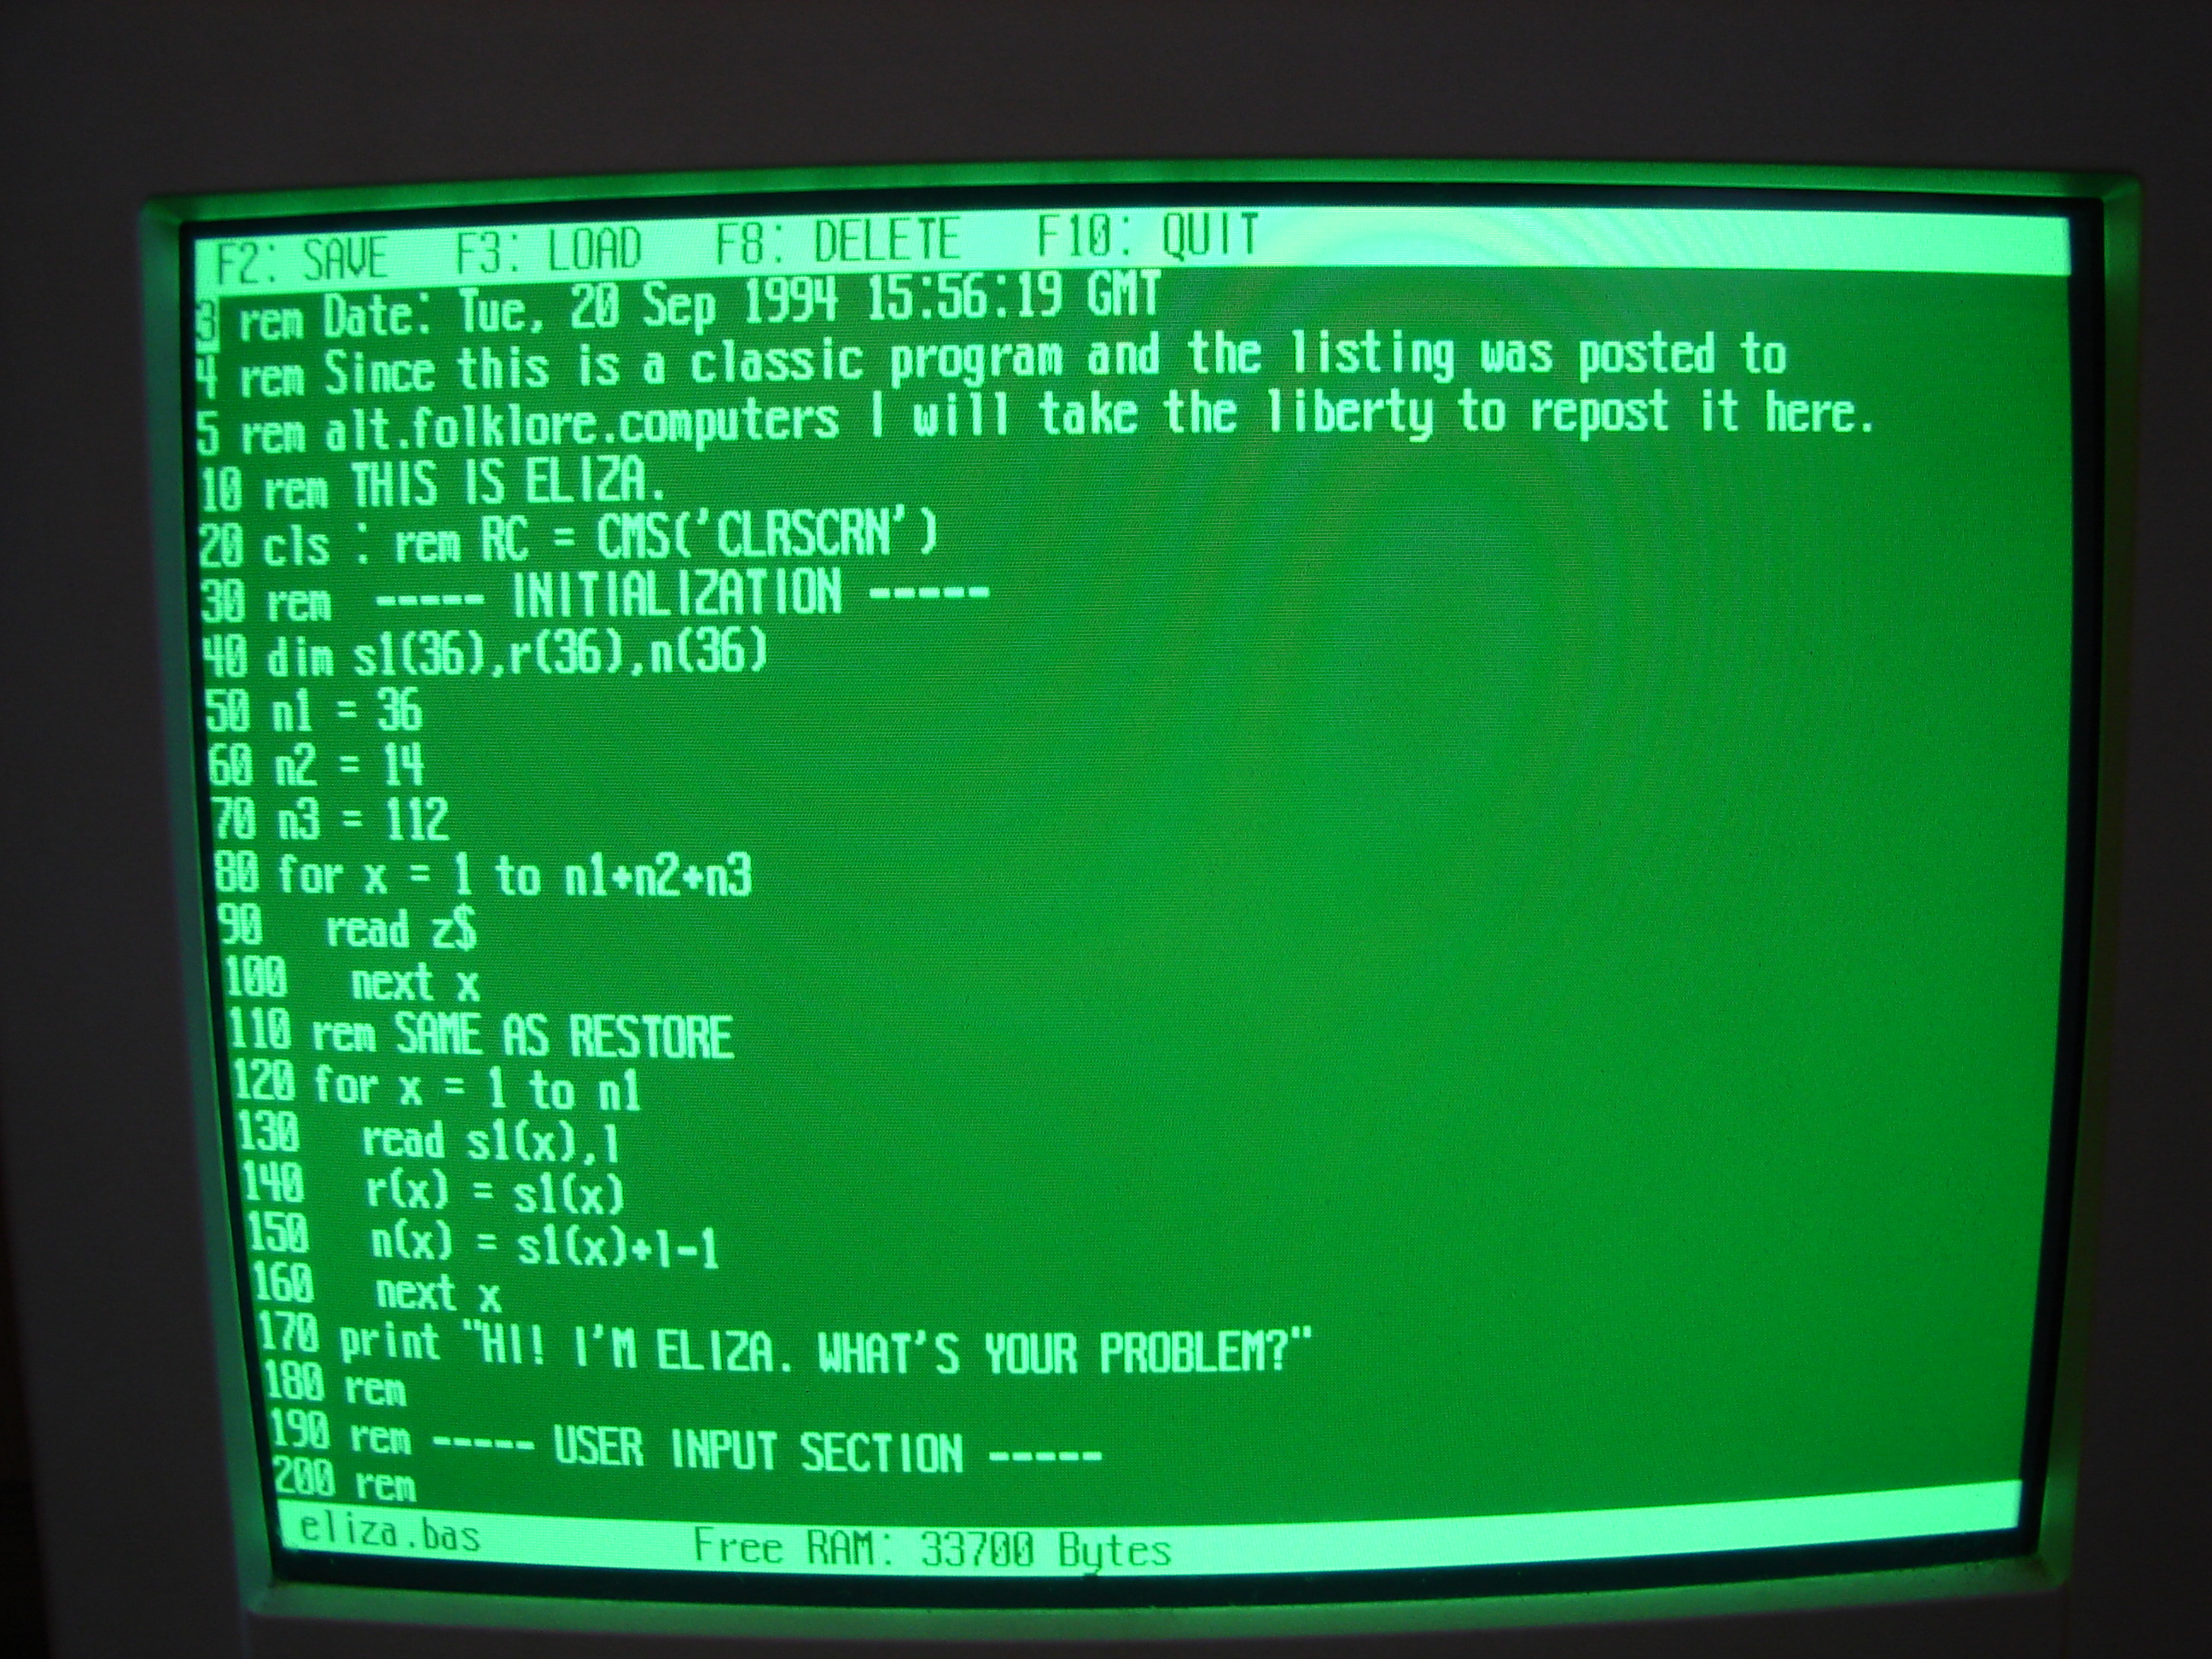 F2: SAVE   F3: LOAD   F8: DELETE   F10: QUIT
3 rem Date: Tue, 20 Sep 1994 15:56:19 GMT
4 rem Since this is a classic program and the listing was posted to
5 rem alt.folklore.computers I will take the liberty to repost it here.
10 rem THIS IS ELIZA.
20 cls : rem RC = CMS('CLRSCRN')
30 rem  ----- INITIALIZATION -----
40 dim s1(36),r(36),n(36)
50 n1 = 36
60 n2 = 14
70 n3 = 112
80 for x = 1 to n1+n2+n3
90   read z$
100   next x
110 rem SAME AS RESTORE
120 for x = 1 to n1
130   read s1(x),l
140   r(x) = s1(x)
150   n(x) = s1(x)+l-1
160   next x
170 print "HI! I'M ELIZA. WHAT'S YOUR PROBLEM?"
180 rem
190 rem ----- USER INPUT SECTION -----
200 rem
eliza.bas          Free RAM: 33700 Bytes